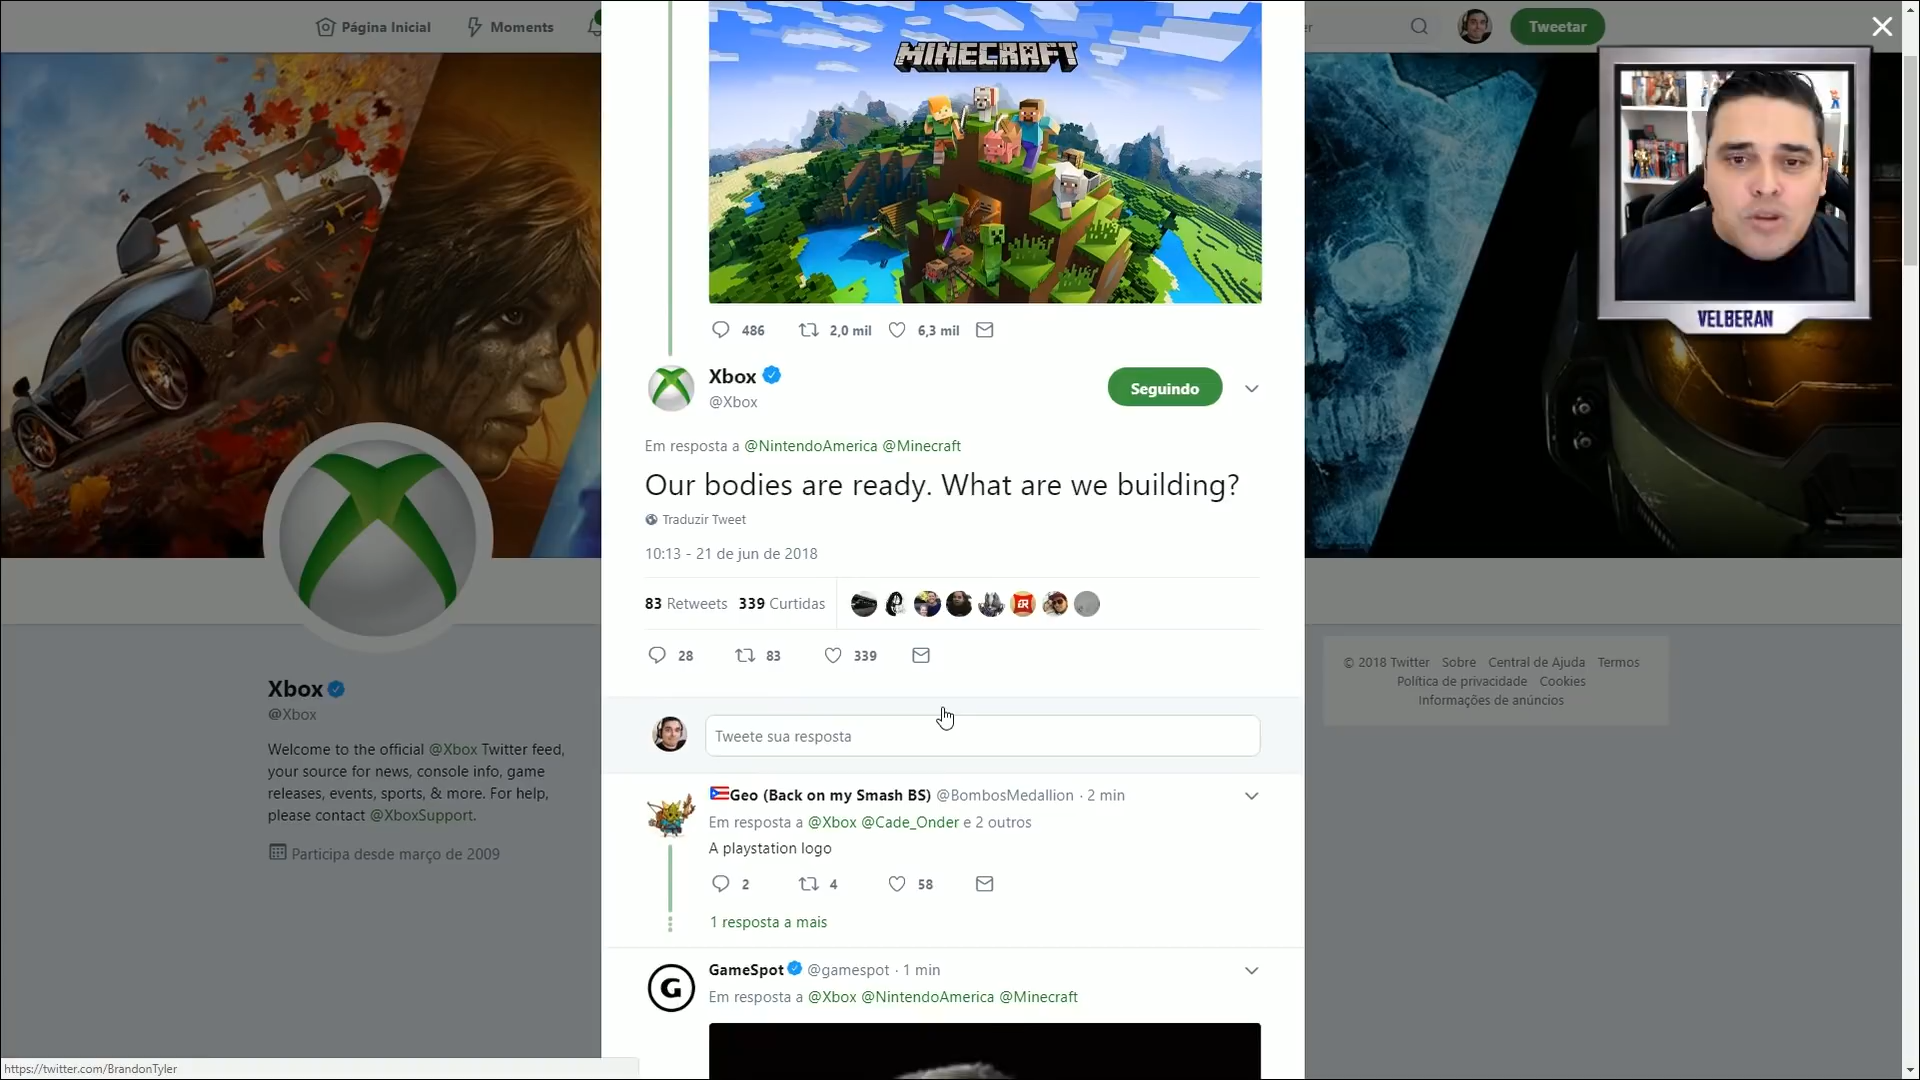 Página Inicial
Moments
er
Tweetar
MINECRAFT
VELBERAN
486
2,0 mil
6,3 mil
Xbox
@Xbox
Seguindo
Em resposta a @NintendoAmerica @Minecraft
Our bodies are ready. What are we building?
Traduzir Tweet
10:13 - 21 de jun de 2018
83 Retweets 339 Curtidas
28
83
339
Tweete sua resposta
Geo (Back on my Smash BS) @BombosMedallion · 2 min
Em resposta a @Xbox @Cade_Onder e 2 outros
A playstation logo
2
4
58
1 resposta a mais
GameSpot @gamespot · 1 min
Em resposta a @Xbox @NintendoAmerica @Minecraft
Xbox
@Xbox
Welcome to the official @Xbox Twitter feed,
your source for news, console info, game
releases, events, sports, & more. For help,
please contact @XboxSupport.
Participa desde março de 2009
© 2018 Twitter Sobre Central de Ajuda Termos
Política de privacidade Cookies
Informações de anúncios
https://twitter.com/BrandonTyler